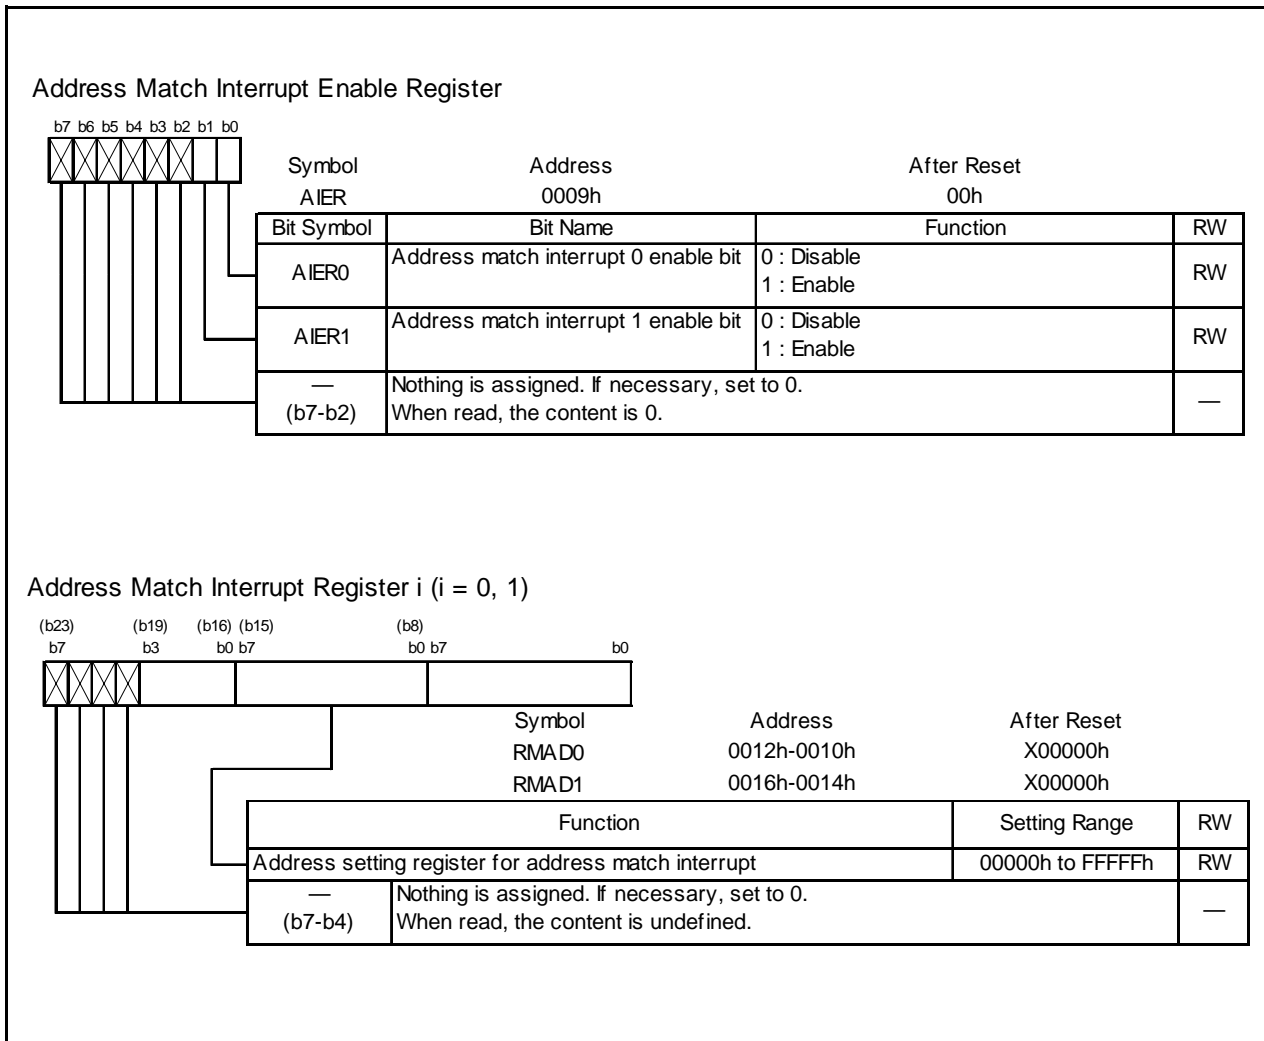 Address Match Interrupt Enable Register
b7 b6 b5 b4 b3 b2 b1 b0
Symbol Address After Reset
AIER 0009h 00h
Bit Symbol Bit Name Function RW
AIER0 Address match interrupt 0 enable bit 0 : Disable RW
1 : Enable
AIER1 Address match interrupt 1 enable bit 0 : Disable RW
1 : Enable
— Nothing is assigned. If necessary, set to 0. —
(b7-b2) When read, the content is 0.
Address Match Interrupt Register i (i = 0, 1)
(b23) (b19) (b16) (b15) (b8)
b7 b3 b0 b7 b0 b7 b0
Symbol Address After Reset
RMAD0 0012h-0010h X00000h
RMAD1 0016h-0014h X00000h
Function Setting Range RW
Address setting register for address match interrupt 00000h to FFFFFh RW
— Nothing is assigned. If necessary, set to 0. —
(b7-b4) When read, the content is undefined.